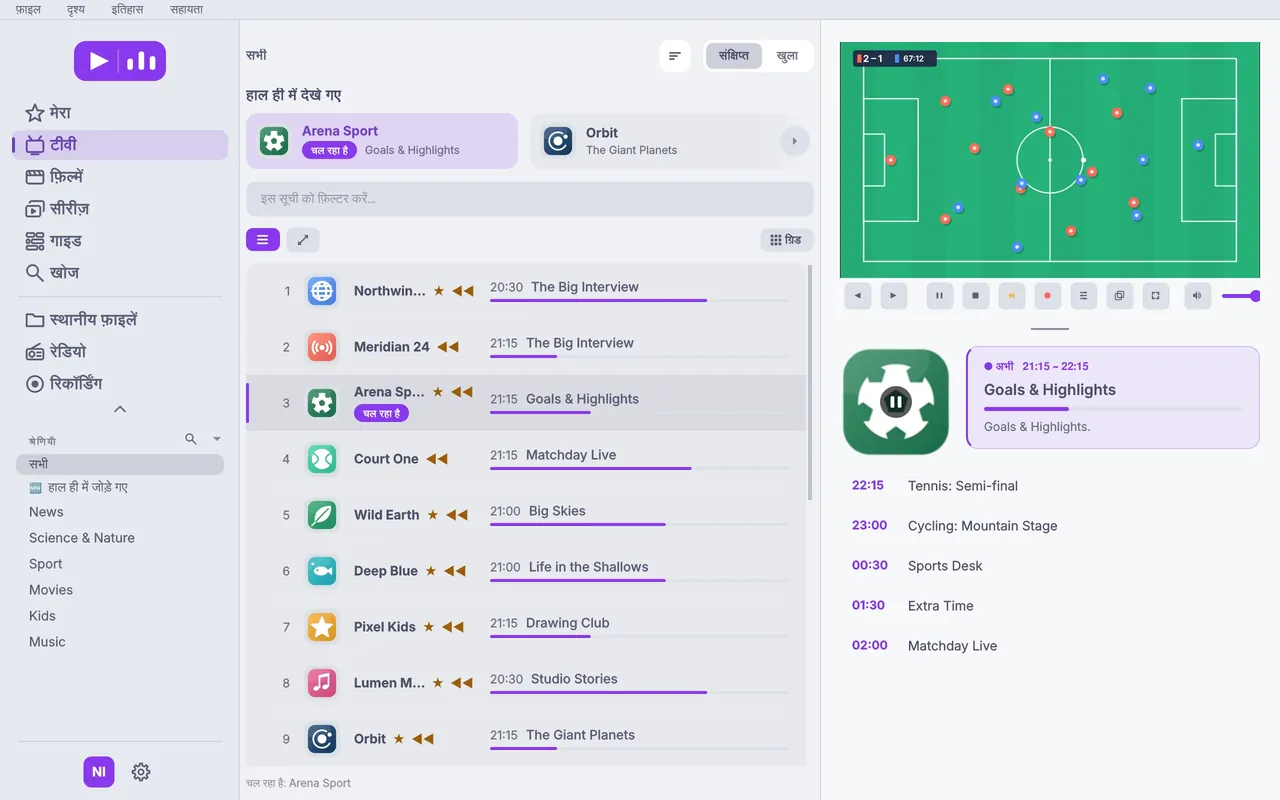 फ़ाइल दृश्य इतिहास सहायता
मेरा
टीवी
फ़िल्में
सीरीज़
गाइड
खोज
स्थानीय फ़ाइलें
रेडियो
रिकॉर्डिंग
श्रेणियाँ
सभी
हाल ही में जोड़े गए
News
Science & Nature
Sport
Movies
Kids
Music
NI
सभी
संक्षिप्त खुला
हाल ही में देखे गए
Arena Sport
चल रहा है Goals & Highlights
Orbit
The Giant Planets
इस सूची को फ़िल्टर करें...
ग्रिड
1 Northwin... 20:30 The Big Interview
2 Meridian 24 21:15 The Big Interview
3 Arena Sp... 21:15 Goals & Highlights
चल रहा है
4 Court One 21:15 Matchday Live
5 Wild Earth 21:00 Big Skies
6 Deep Blue 21:00 Life in the Shallows
7 Pixel Kids 21:15 Drawing Club
8 Lumen M... 20:30 Studio Stories
9 Orbit 21:15 The Giant Planets
चल रहा है: Arena Sport
2 – 1 67:12
अभी 21:15 – 22:15
Goals & Highlights
Goals & Highlights.
22:15 Tennis: Semi-final
23:00 Cycling: Mountain Stage
00:30 Sports Desk
01:30 Extra Time
02:00 Matchday Live